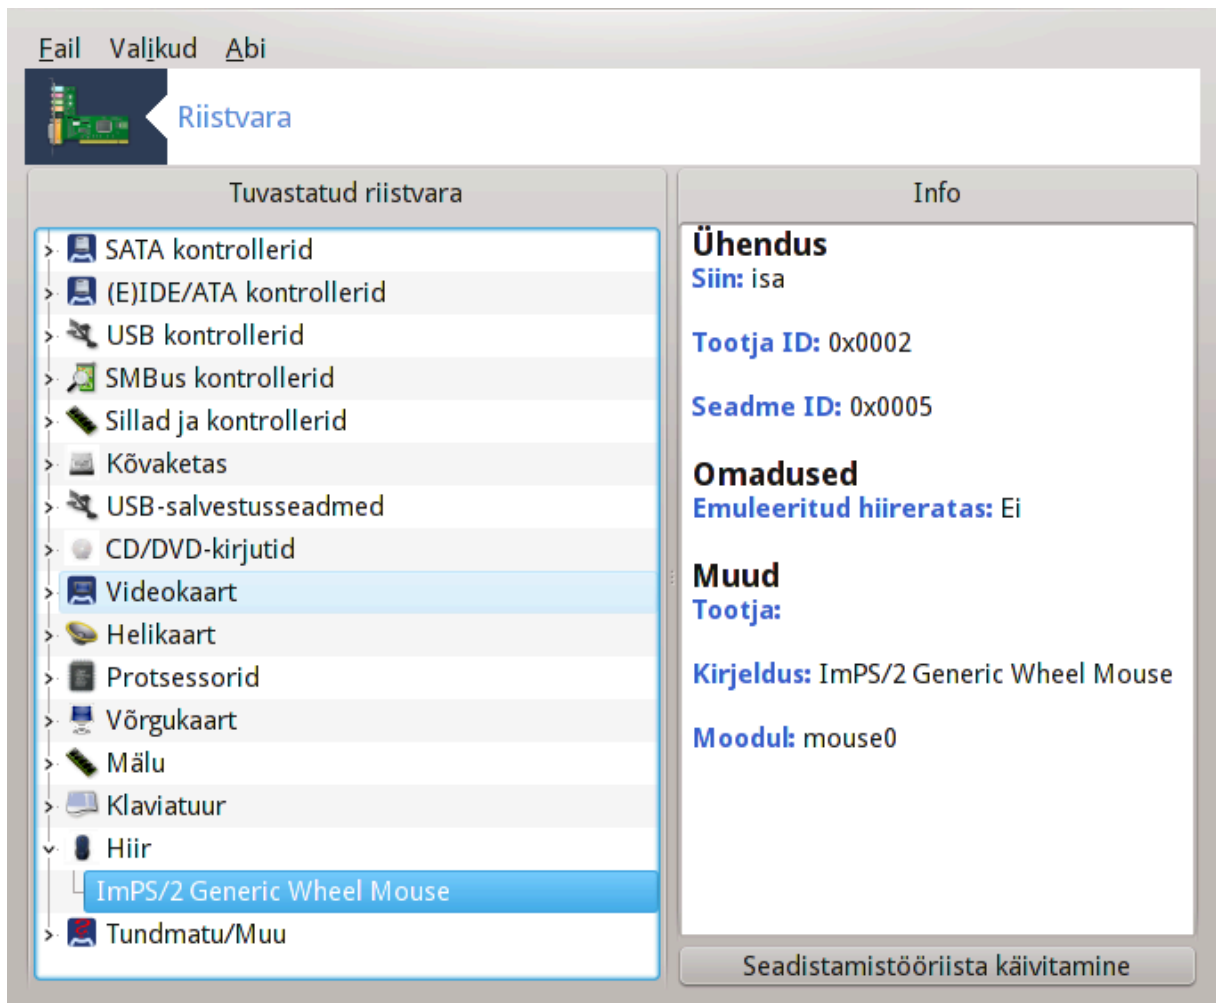 Fail Valikud Abi
Riistvara
Tuvastatud riistvara
SATA kontrollerid
(E)IDE/ATA kontrollerid
USB kontrollerid
SMBus kontrollerid
Sillad ja kontrollerid
Kõvaketas
USB-salvestusseadmed
CD/DVD-kirjutid
Videokaart
Helikaart
Protsessorid
Võrgukaart
Mälu
Klaviatuur
Hiir
ImPS/2 Generic Wheel Mouse
Tundmatu/Muu
Info
Ühendus
Siin: isa
Tootja ID: 0x0002
Seadme ID: 0x0005
Omadused
Emuleeritud hiireratas: Ei
Muud
Tootja:
Kirjeldus: ImPS/2 Generic Wheel Mouse
Moodul: mouse0
Seadistamistööriista käivitamine